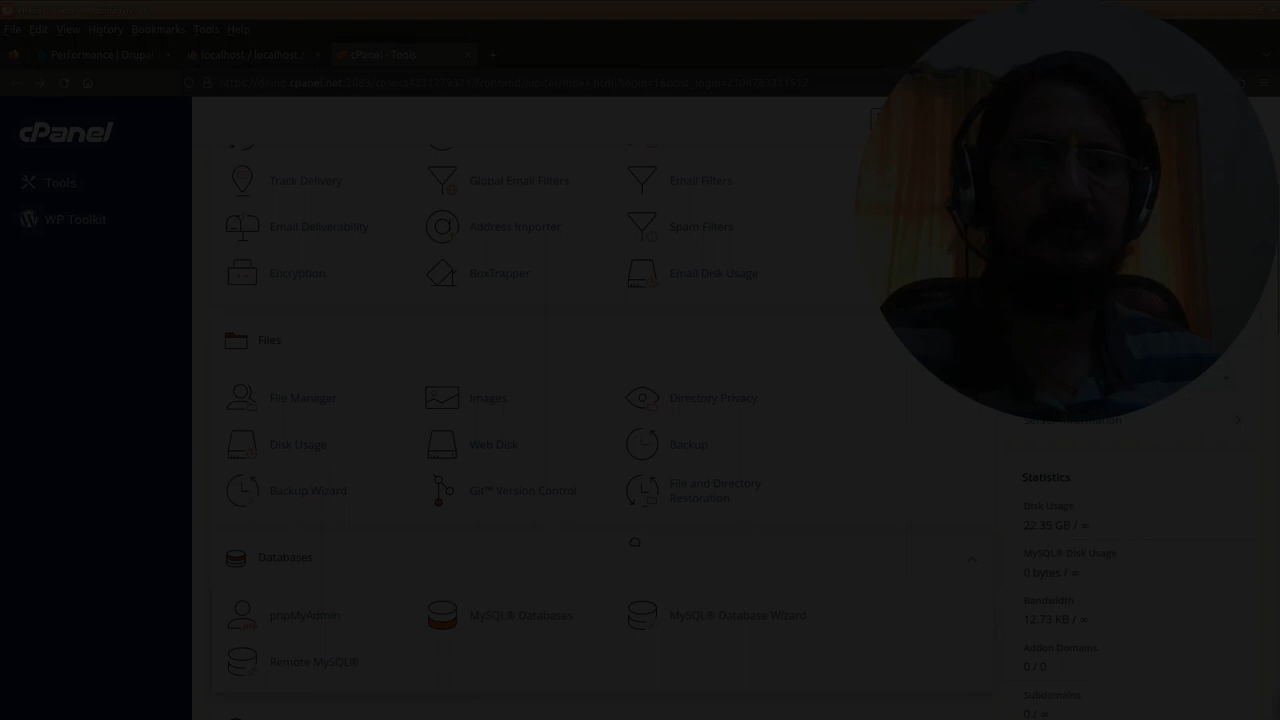 File Edit View History Bookmarks Tools Help
Performance | Drupal
localhost / localhost /
cPanel - Tools
cPanel
Tools
WP Toolkit
Track Delivery
Global Email Filters
Email Filters
Email Deliverability
Address Importer
Spam Filters
Encryption
BoxTrapper
Email Disk Usage
Files
File Manager
Images
Directory Privacy
Disk Usage
Web Disk
Backup
Backup Wizard
Git™ Version Control
File and Directory
Restoration
Databases
phpMyAdmin
MySQL® Databases
MySQL® Database Wizard
Remote MySQL®
Server Information
Statistics
Disk Usage
22.35 GB / ∞
MySQL® Disk Usage
0 bytes / ∞
Bandwidth
12.73 KB / ∞
Addon Domains
0 / 0
Subdomains
0 / ∞